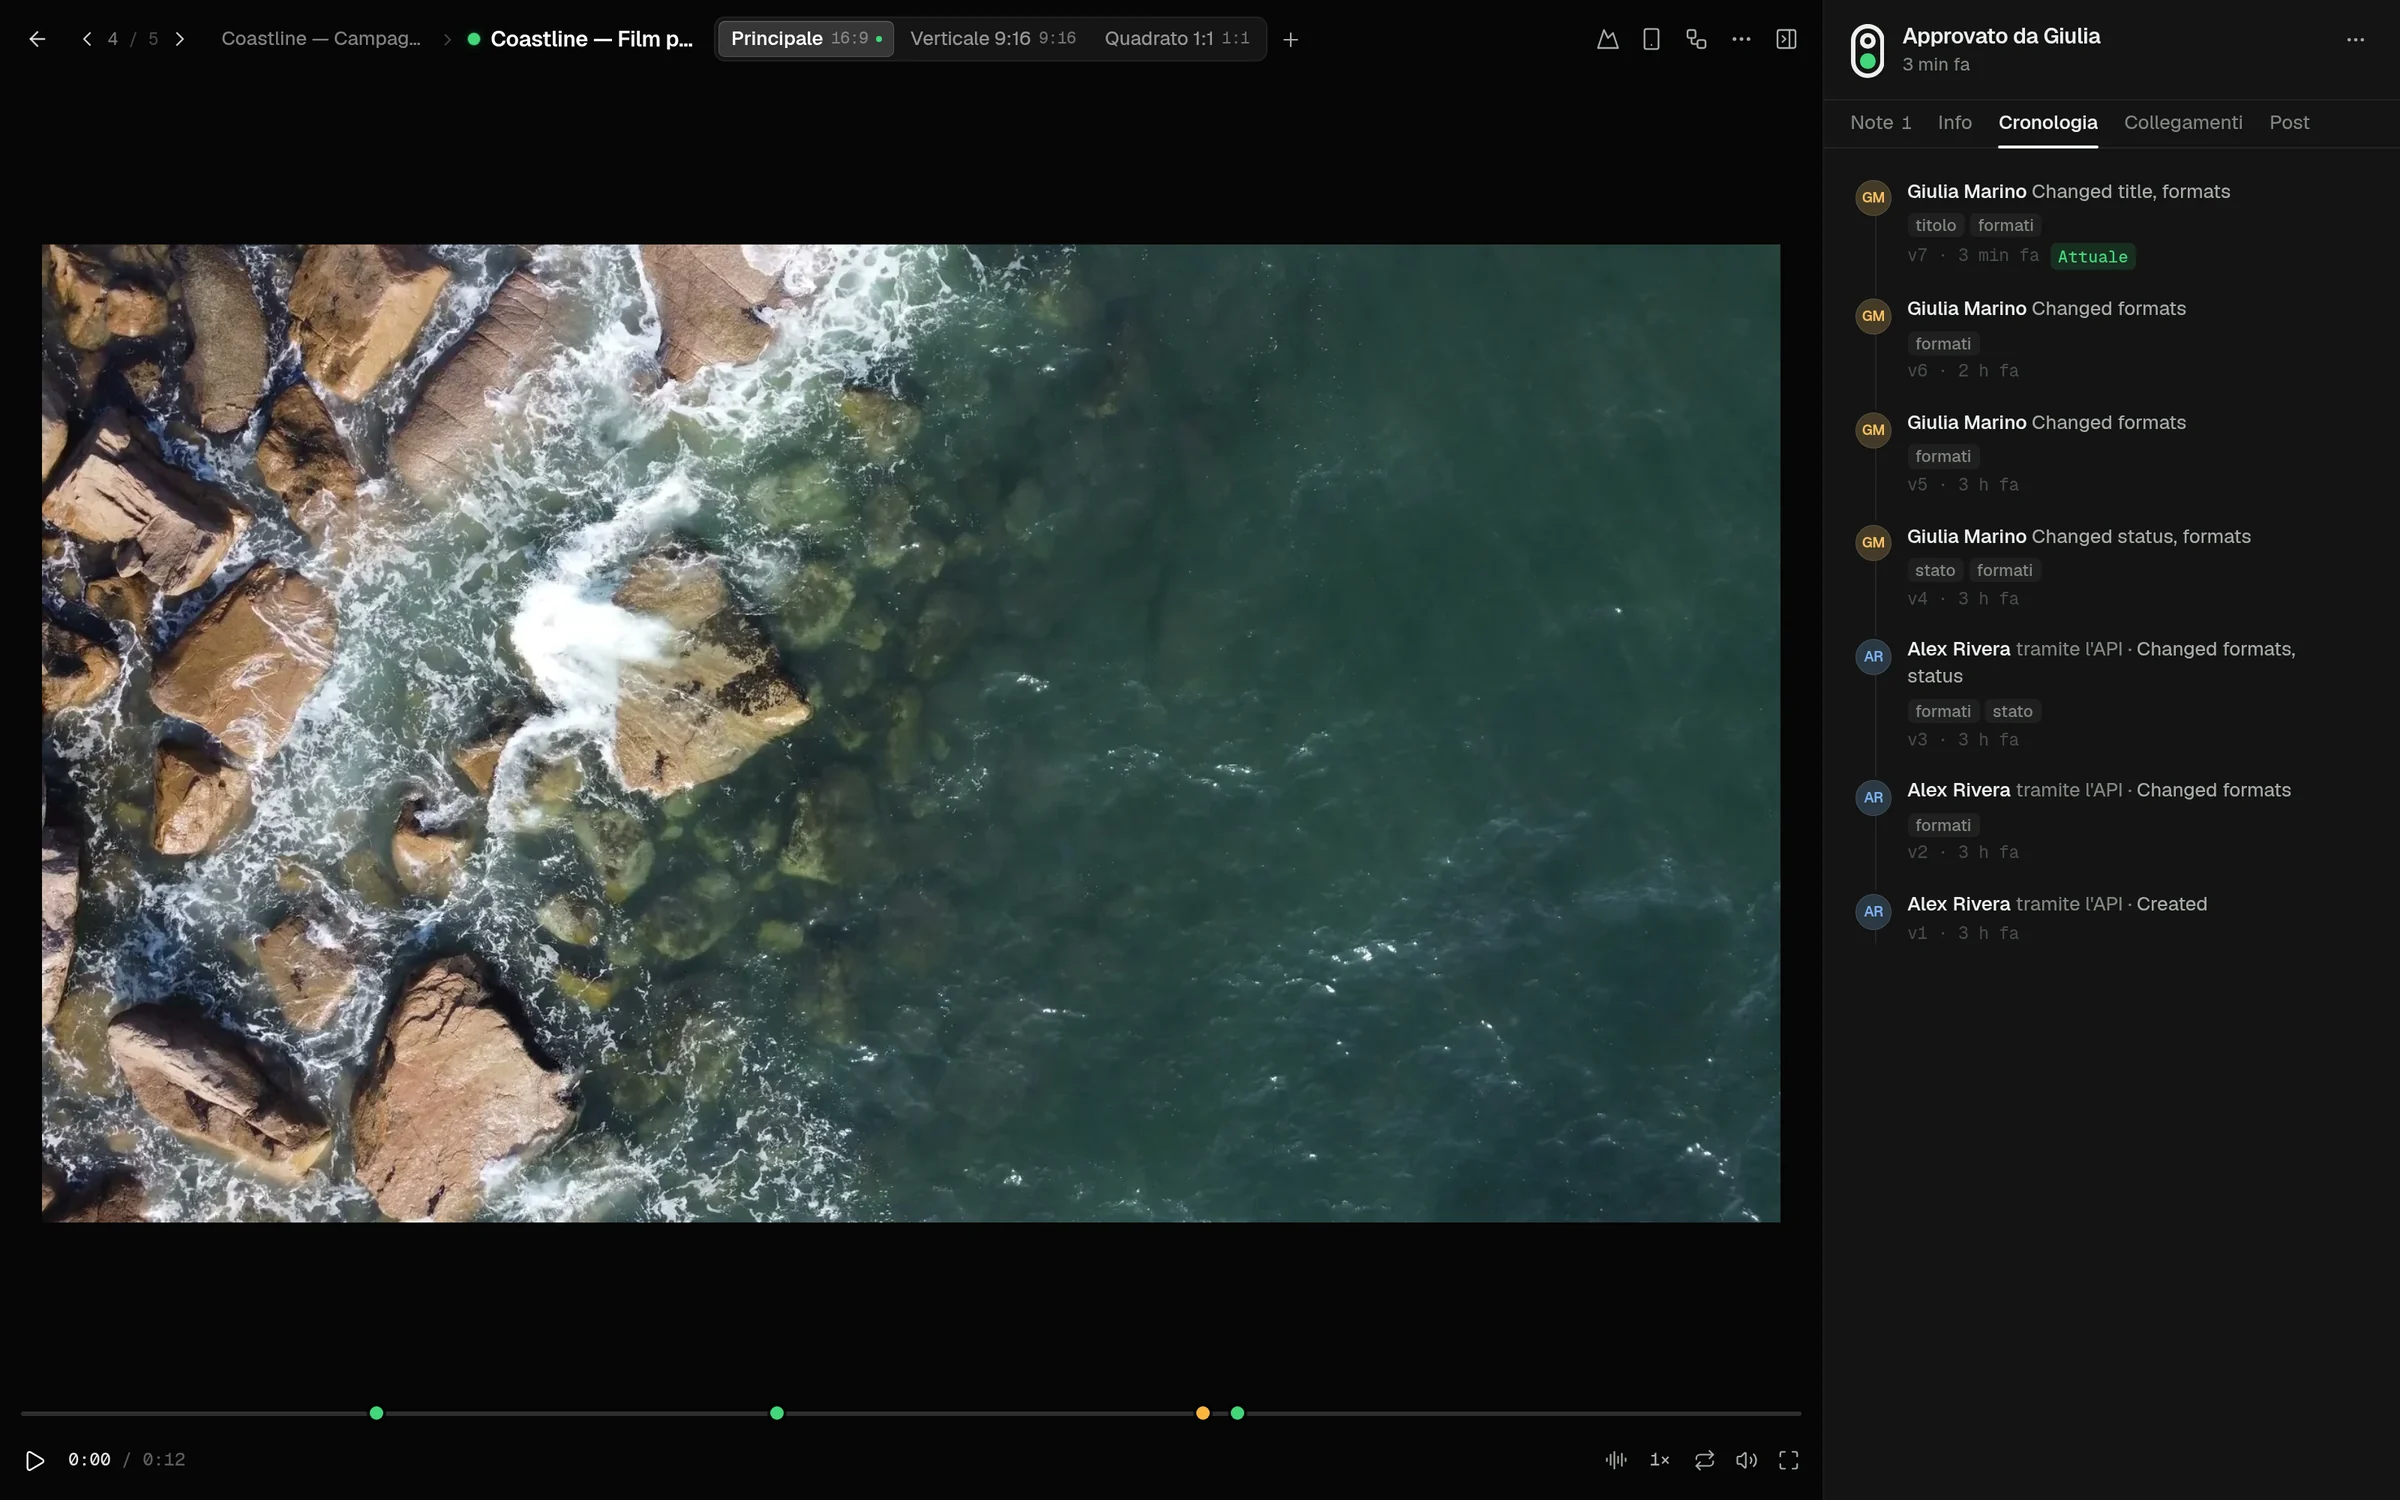 4 / 5
Coastline — Campag...
Coastline — Film p...
Principale 16:9
Verticale 9:16 9:16
Quadrato 1:1 1:1
Approvato da Giulia
3 min fa
Note 1
Info
Cronologia
Collegamenti
Post
GM
Giulia Marino Changed title, formats
titolo formati
v7 · 3 min fa Attuale
GM
Giulia Marino Changed formats
formati
v6 · 2 h fa
GM
Giulia Marino Changed formats
formati
v5 · 3 h fa
GM
Giulia Marino Changed status, formats
stato formati
v4 · 3 h fa
AR
Alex Rivera tramite l'API · Changed formats,
status
formati stato
v3 · 3 h fa
AR
Alex Rivera tramite l'API · Changed formats
formati
v2 · 3 h fa
AR
Alex Rivera tramite l'API · Created
v1 · 3 h fa
0:00 / 0:12
1×